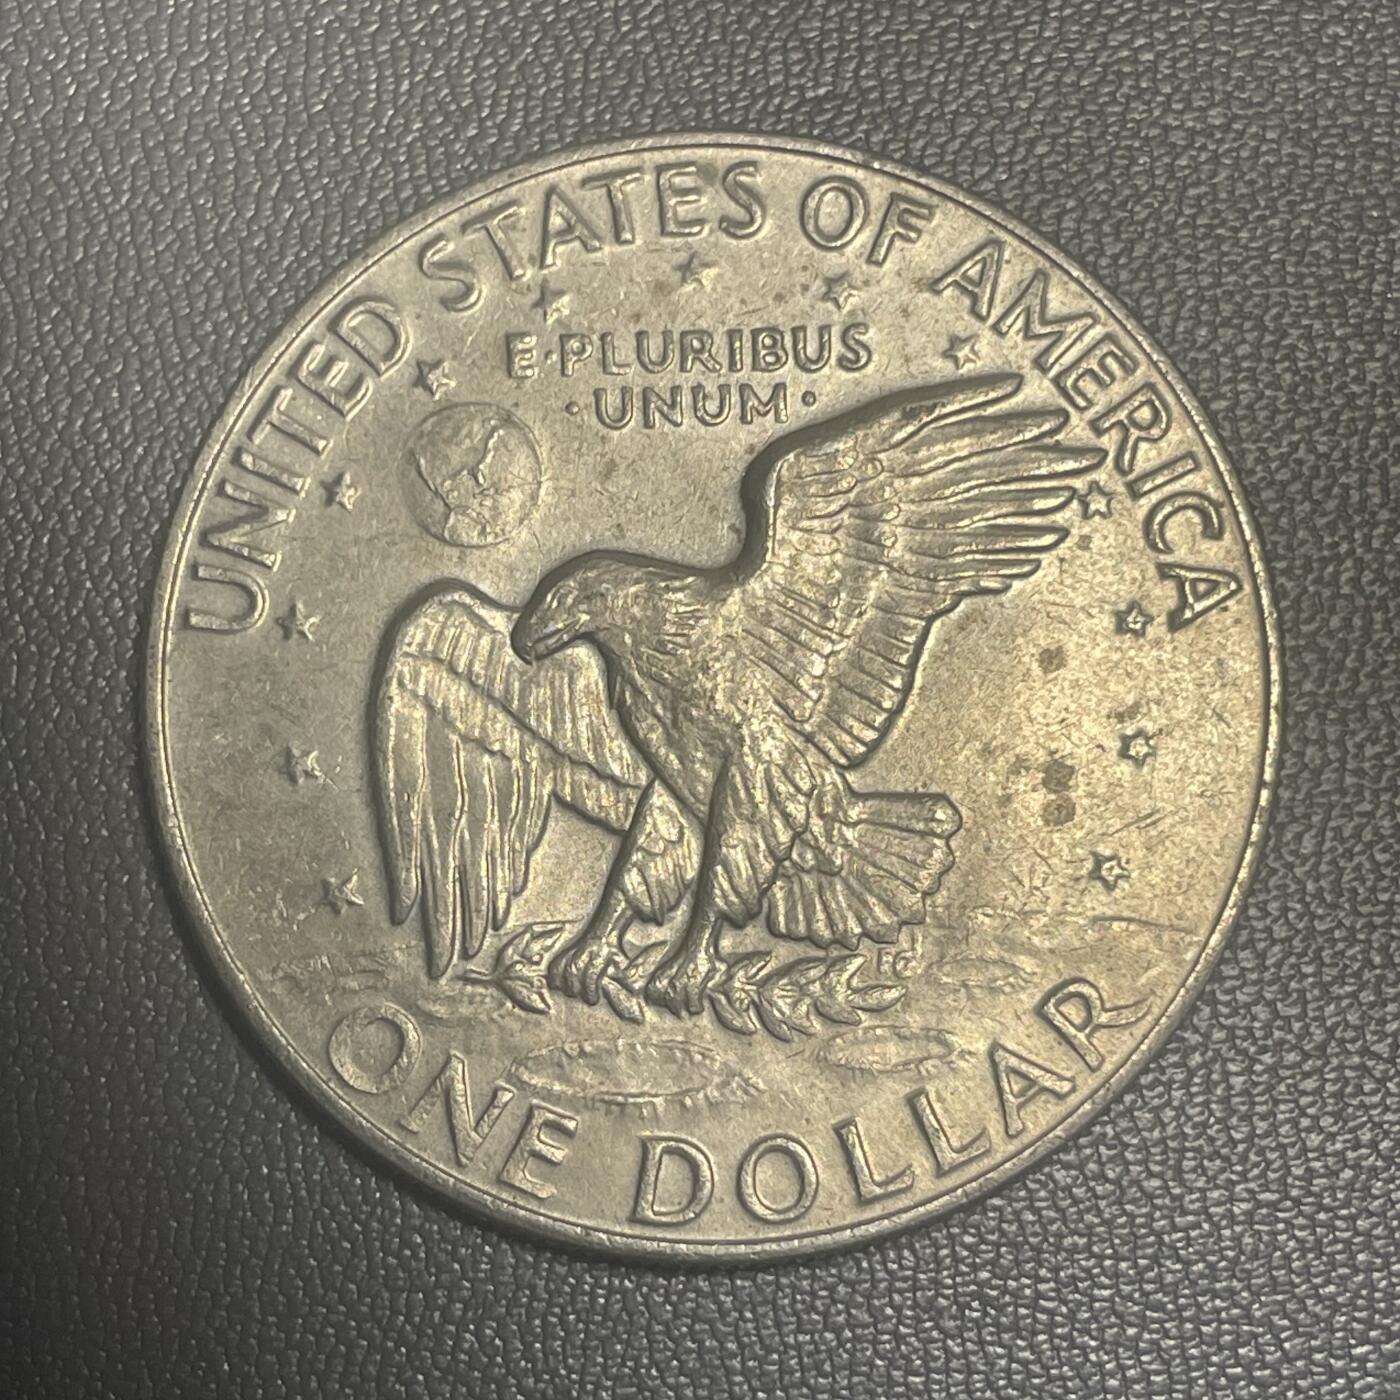 UNITED STATES OF AMERICA
E·PLURIBUS
·UNUM·
FG
ONE DOLLAR